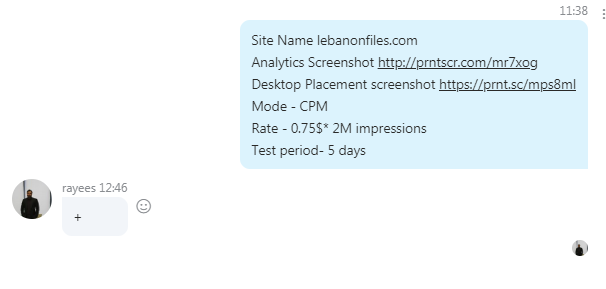 11:38
Site Name lebanonfiles.com
Analytics Screenshot http://prntscr.com/mr7xog
Desktop Placement screenshot https://prnt.sc/mps8ml
Mode - CPM
Rate - 0.75$* 2M impressions
Test period- 5 days
rayees 12:46
+